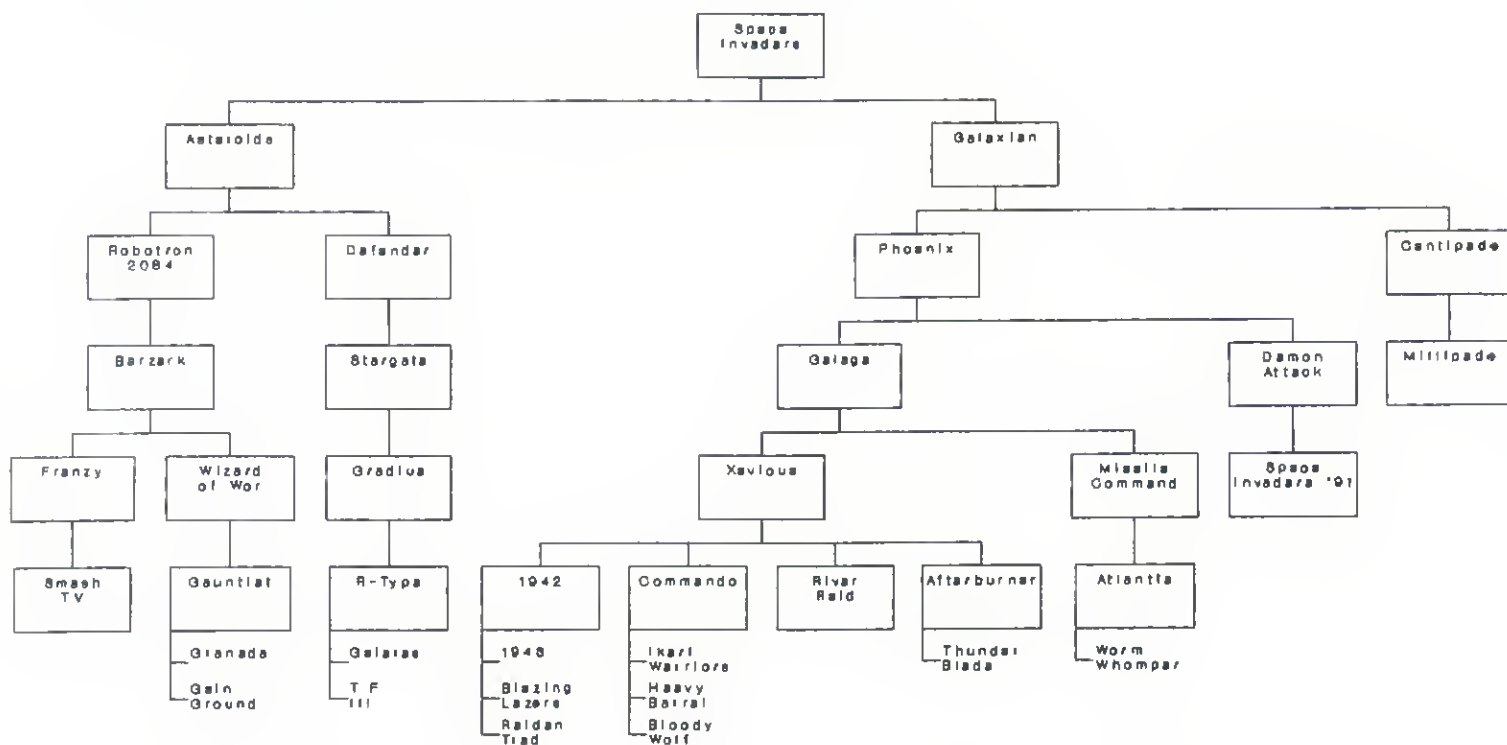 Space
Invaders
Asteroids
Galaxian
Robotron
2084
Defender
Phoenix
Centipede
Berzerk
Stargate
Galaga
Demon
Attack
Millipede
Frenzy
Wizard
of Wor
Gradius
Xevious
Missile
Command
Space
Invaders '91
Smash
TV
Gauntlet
R-Type
1942
Commando
River
Raid
Afterburner
Atlantis
Granada
Gain
Ground
Gaiares
T F
III
1943
Blazing
Lazers
Raiden
Trad
Ikari
Warriors
Heavy
Barrel
Bloody
Wolf
Thunder
Blade
Worm
Whomper